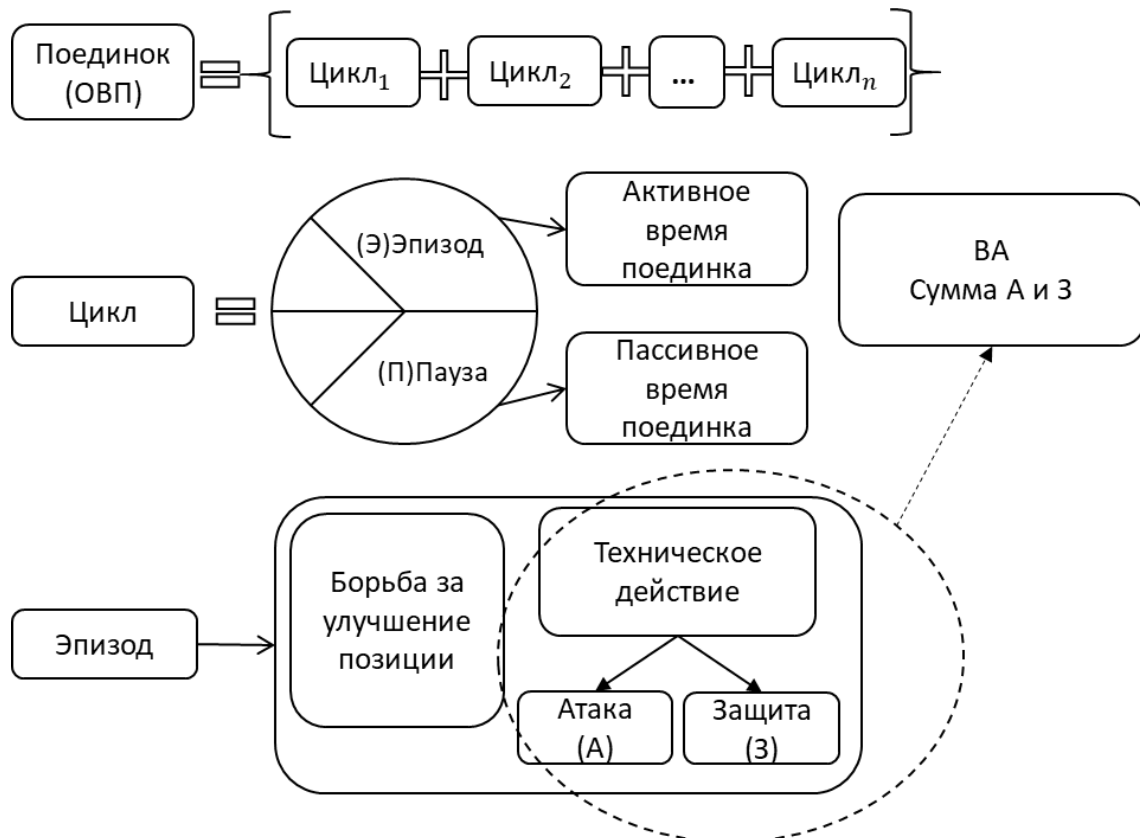 Поединок
(ОВП)
Цикл₁
Цикл₂
...
Циклₙ
(Э)Эпизод
Активное
время
поединка
ВА
Сумма А и З
Цикл
(П)Пауза
Пассивное
время
поединка
Эпизод
Борьба за
улучшение
позиции
Техническое
действие
Атака
(А)
Защита
(З)